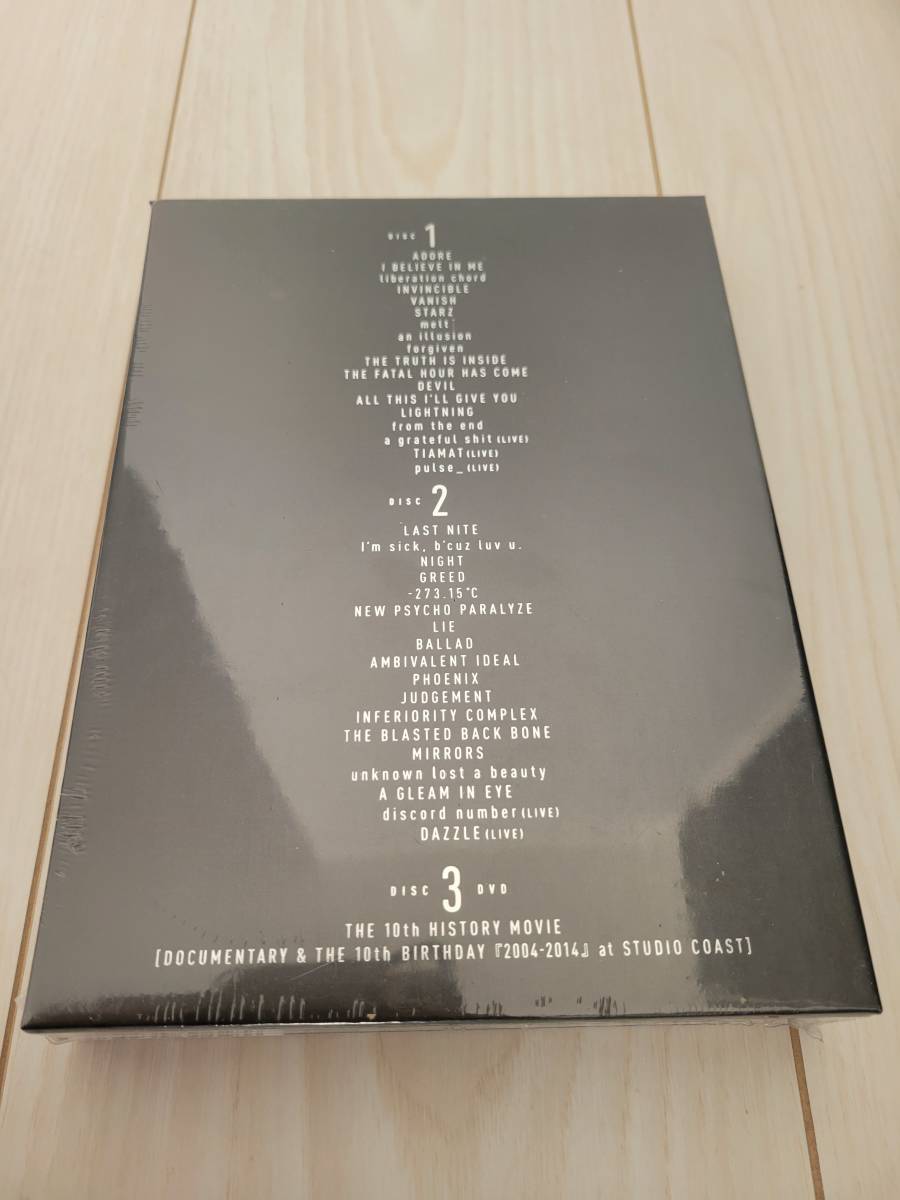 DISC 1
ADORE
I BELIEVE IN ME
liberation chord
INVINCIBLE
VANISH
STARZ
melt
an illusion
forgiven
THE TRUTH IS INSIDE
THE FATAL HOUR HAS COME
DEVIL
ALL THIS I'LL GIVE YOU
LIGHTNING
from the end
a grateful shit (LIVE)
TIAMAT (LIVE)
pulse_ (LIVE)
DISC 2
LAST NITE
I'm sick, b'cuz luv u.
NIGHT
GREED
-273.15℃
NEW PSYCHO PARALYZE
LIE
BALLAD
AMBIVALENT IDEAL
PHOENIX
JUDGEMENT
INFERIORITY COMPLEX
THE BLASTED BACK BONE
MIRRORS
unknown lost a beauty
A GLEAM IN EYE
discord number (LIVE)
DAZZLE (LIVE)
DISC 3 DVD
THE 10th HISTORY MOVIE
[DOCUMENTARY & THE 10th BIRTHDAY『2004-2014』at STUDIO COAST]